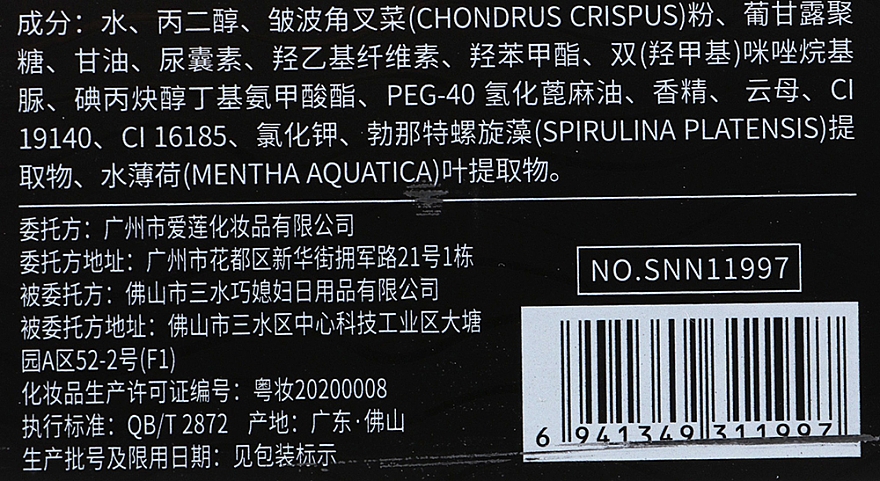 成分：水、丙二醇、皱波角叉菜(CHONDRUS CRISPUS)粉、葡甘露聚
糖、甘油、尿囊素、羟乙基纤维素、羟苯甲酯、双(羟甲基)咪唑烷基
脲、碘丙炔醇丁基氨甲酸酯、PEG-40 氢化蓖麻油、香精、 云母、CI
19140、CI 16185、氯化钾、勃那特螺旋藻(SPIRULINA PLATENSIS)提
取物、水薄荷(MENTHA AQUATICA)叶提取物。
委托方：广州市爱莲化妆品有限公司
委托方地址：广州市花都区新华街拥军路21号1栋
被委托方：佛山市三水巧媳妇日用品有限公司
被委托方地址：佛山市三水区中心科技工业区大塘
园A区52-2号(F1)
化妆品生产许可证编号：粤妆20200008
执行标准：QB/T 2872 产地：广东·佛山
生产批号及限用日期：见包装标示
NO.SNN11997
6 941349 311997